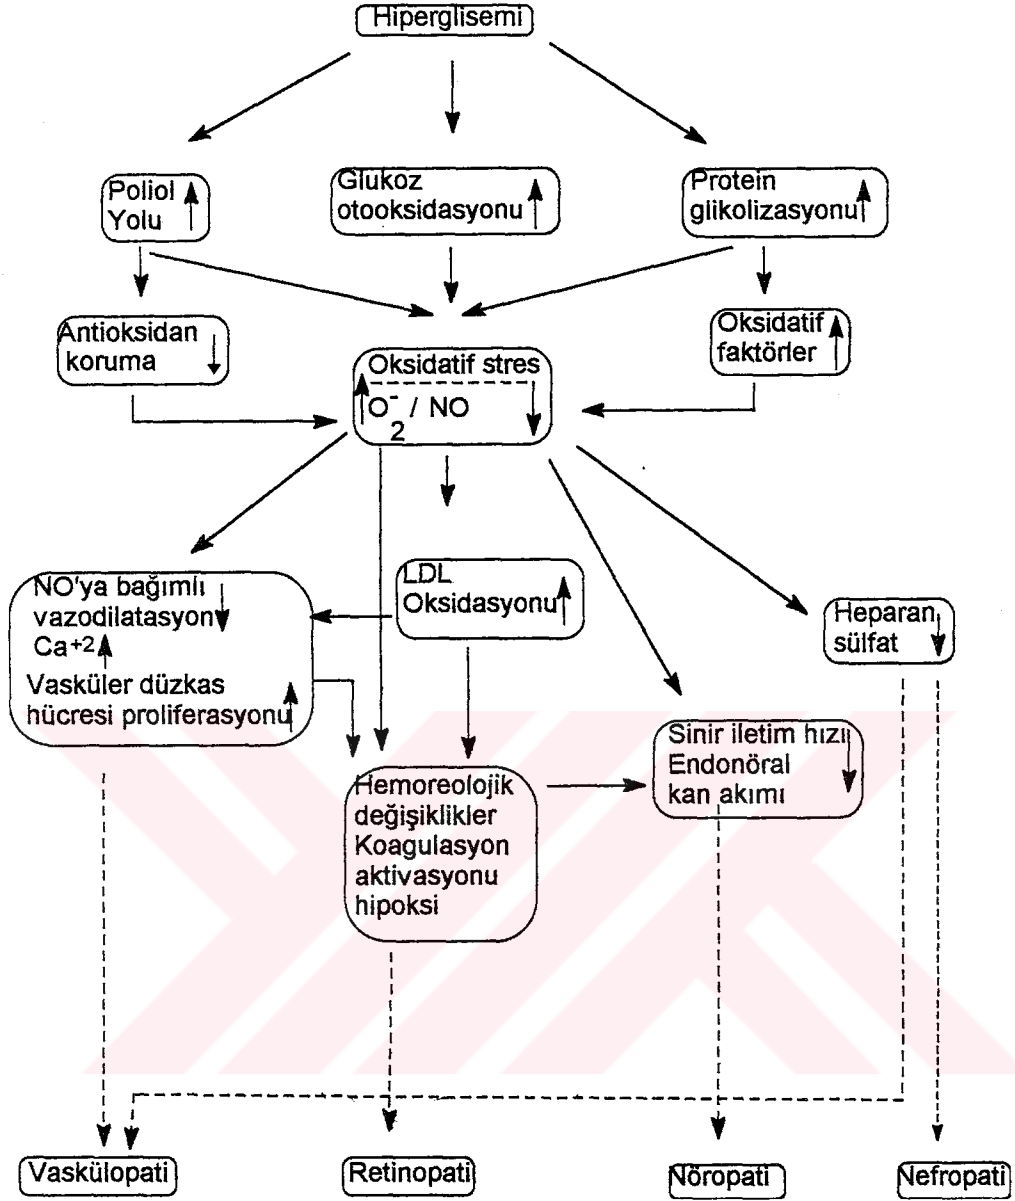 Hiperglisemi
Poliol
Yolu
Glukoz
otooksidasyonu
Protein
glikolizasyonu
Antioksidan
koruma
Oksidatif stres
O2- / NO
Oksidatif
faktörler
NO'ya bağımlı
vazodilatasyon
Ca+2
Vasküler düzkas
hücresi proliferasyonu
LDL
Oksidasyonu
Heparan
sülfat
Sinir iletim hızı
Endonöral
kan akımı
Hemoreolojik
değişiklikler
Koagulasyon
aktivasyonu
hipoksi
Vaskülopati
Retinopati
Nöropati
Nefropati